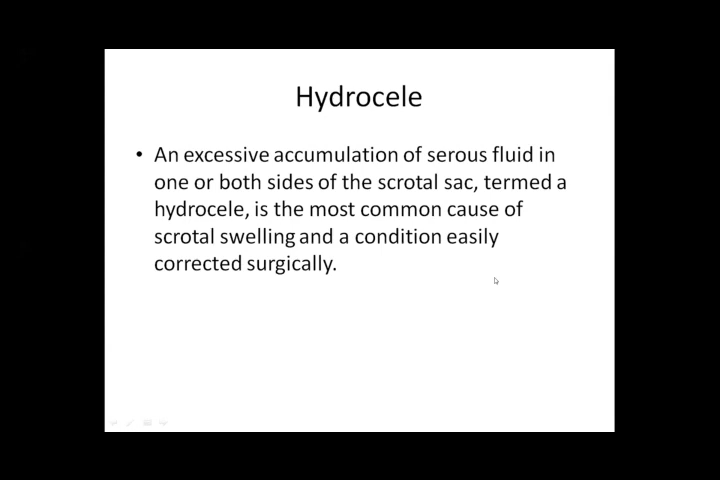 Hydrocele
• An excessive accumulation of serous fluid in
one or both sides of the scrotal sac, termed a
hydrocele, is the most common cause of
scrotal swelling and a condition easily
corrected surgically.